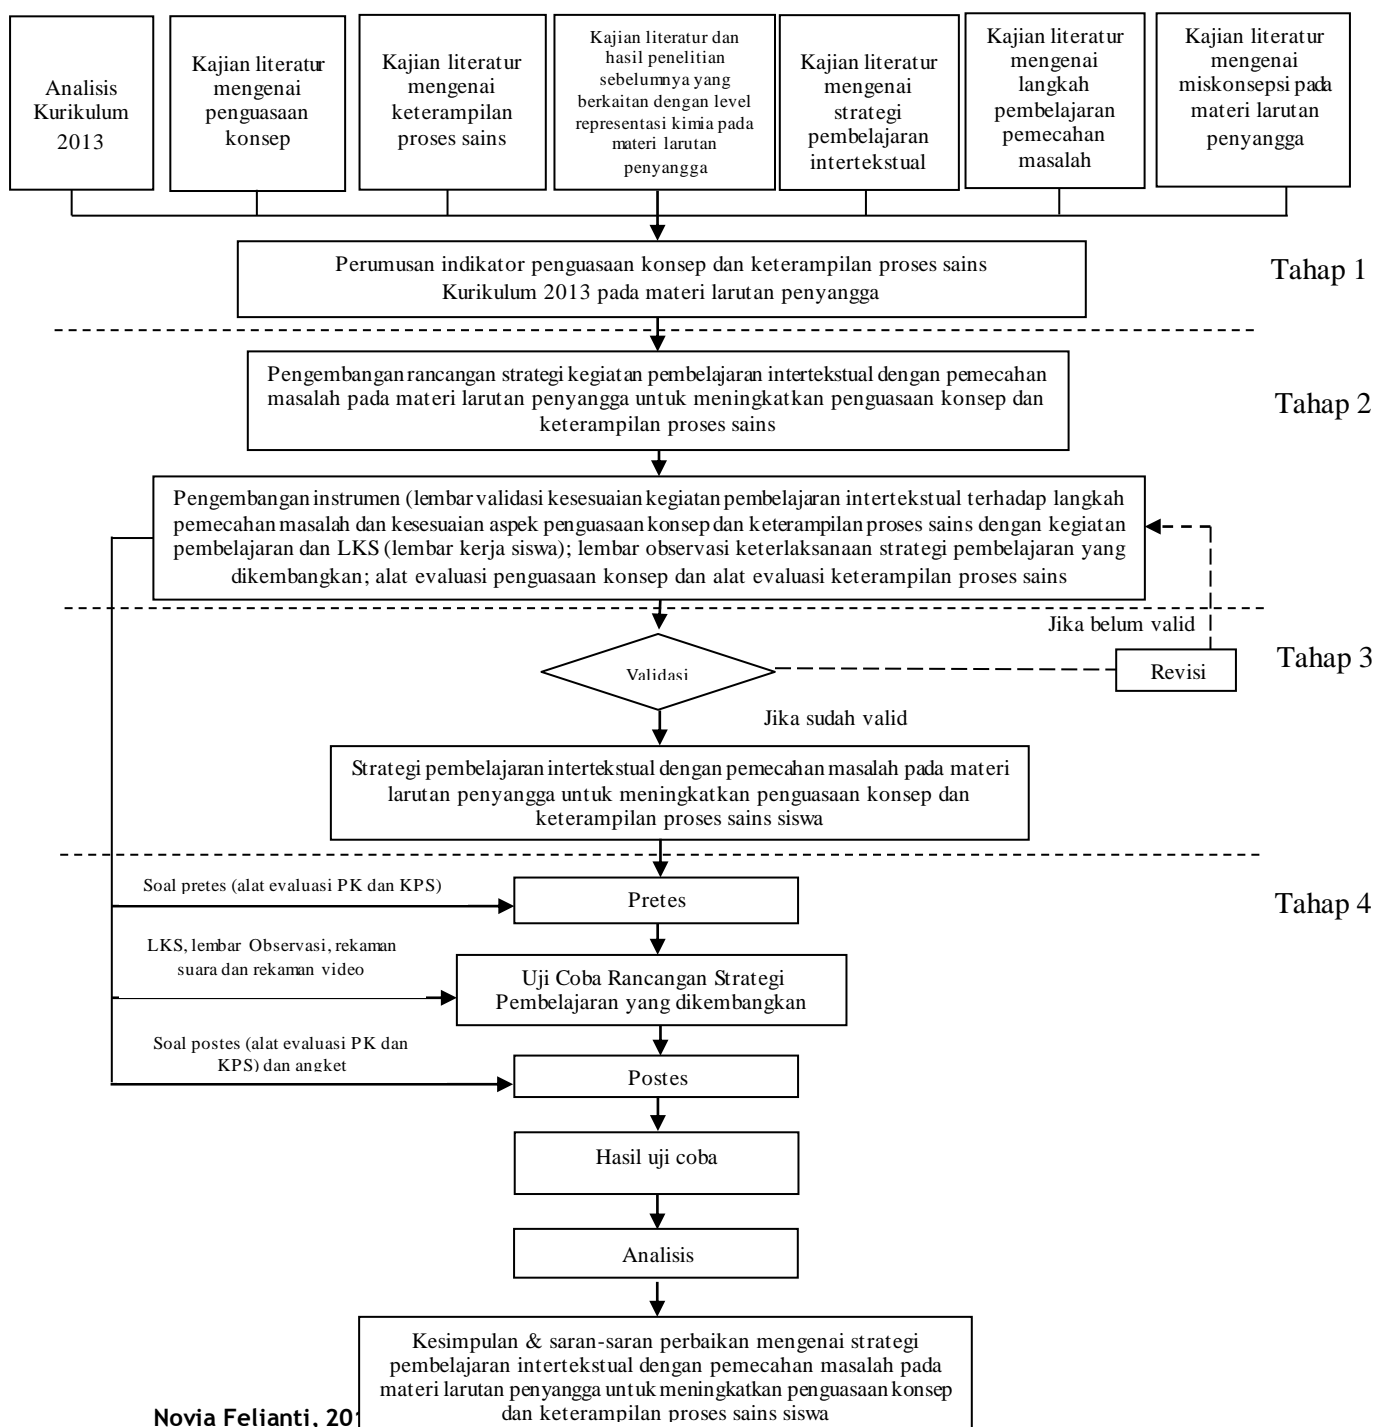 Analisis
Kurikulum
2013
Kajian literatur
mengenai
penguasaan
konsep
Kajian literatur
mengenai
keterampilan
proses sains
Kajian literatur dan
hasil penelitian
sebelumnya yang
berkaitan dengan level
representasi kimia pada
materi larutan
penyangga
Kajian literatur
mengenai
strategi
pembelajaran
intertekstual
Kajian literatur
mengenai
langkah
pembelajaran
pemecahan
masalah
Kajian literatur
mengenai
miskonsepsi pada
materi larutan
penyangga
Perumusan indikator penguasaan konsep dan keterampilan proses sains
Kurikulum 2013 pada materi larutan penyangga
Tahap 1
Pengembangan rancangan strategi kegiatan pembelajaran intertekstual dengan pemecahan
masalah pada materi larutan penyangga untuk meningkatkan penguasaan konsep dan
keterampilan proses sains
Tahap 2
Pengembangan instrumen (lembar validasi kesesuaian kegiatan pembelajaran intertekstual terhadap langkah
pemecahan masalah dan kesesuaian aspek penguasaan konsep dan keterampilan proses sains dengan kegiatan
pembelajaran dan LKS (lembar kerja siswa); lembar observasi keterlaksanaan strategi pembelajaran yang
dikembangkan; alat evaluasi penguasaan konsep dan alat evaluasi keterampilan proses sains
Jika belum valid
Validasi
Revisi
Tahap 3
Jika sudah valid
Strategi pembelajaran intertekstual dengan pemecahan masalah pada materi
larutan penyangga untuk meningkatkan penguasaan konsep dan
keterampilan proses sains siswa
Soal pretes (alat evaluasi PK dan KPS)
Pretes
Tahap 4
LKS, lembar Observasi, rekaman
suara dan rekaman video
Uji Coba Rancangan Strategi
Pembelajaran yang dikembangkan
Soal postes (alat evaluasi PK dan
KPS) dan angket
Postes
Hasil uji coba
Analisis
Kesimpulan & saran-saran perbaikan mengenai strategi
pembelajaran intertekstual dengan pemecahan masalah pada
materi larutan penyangga untuk meningkatkan penguasaan konsep
dan keterampilan proses sains siswa
Novia Felianti,